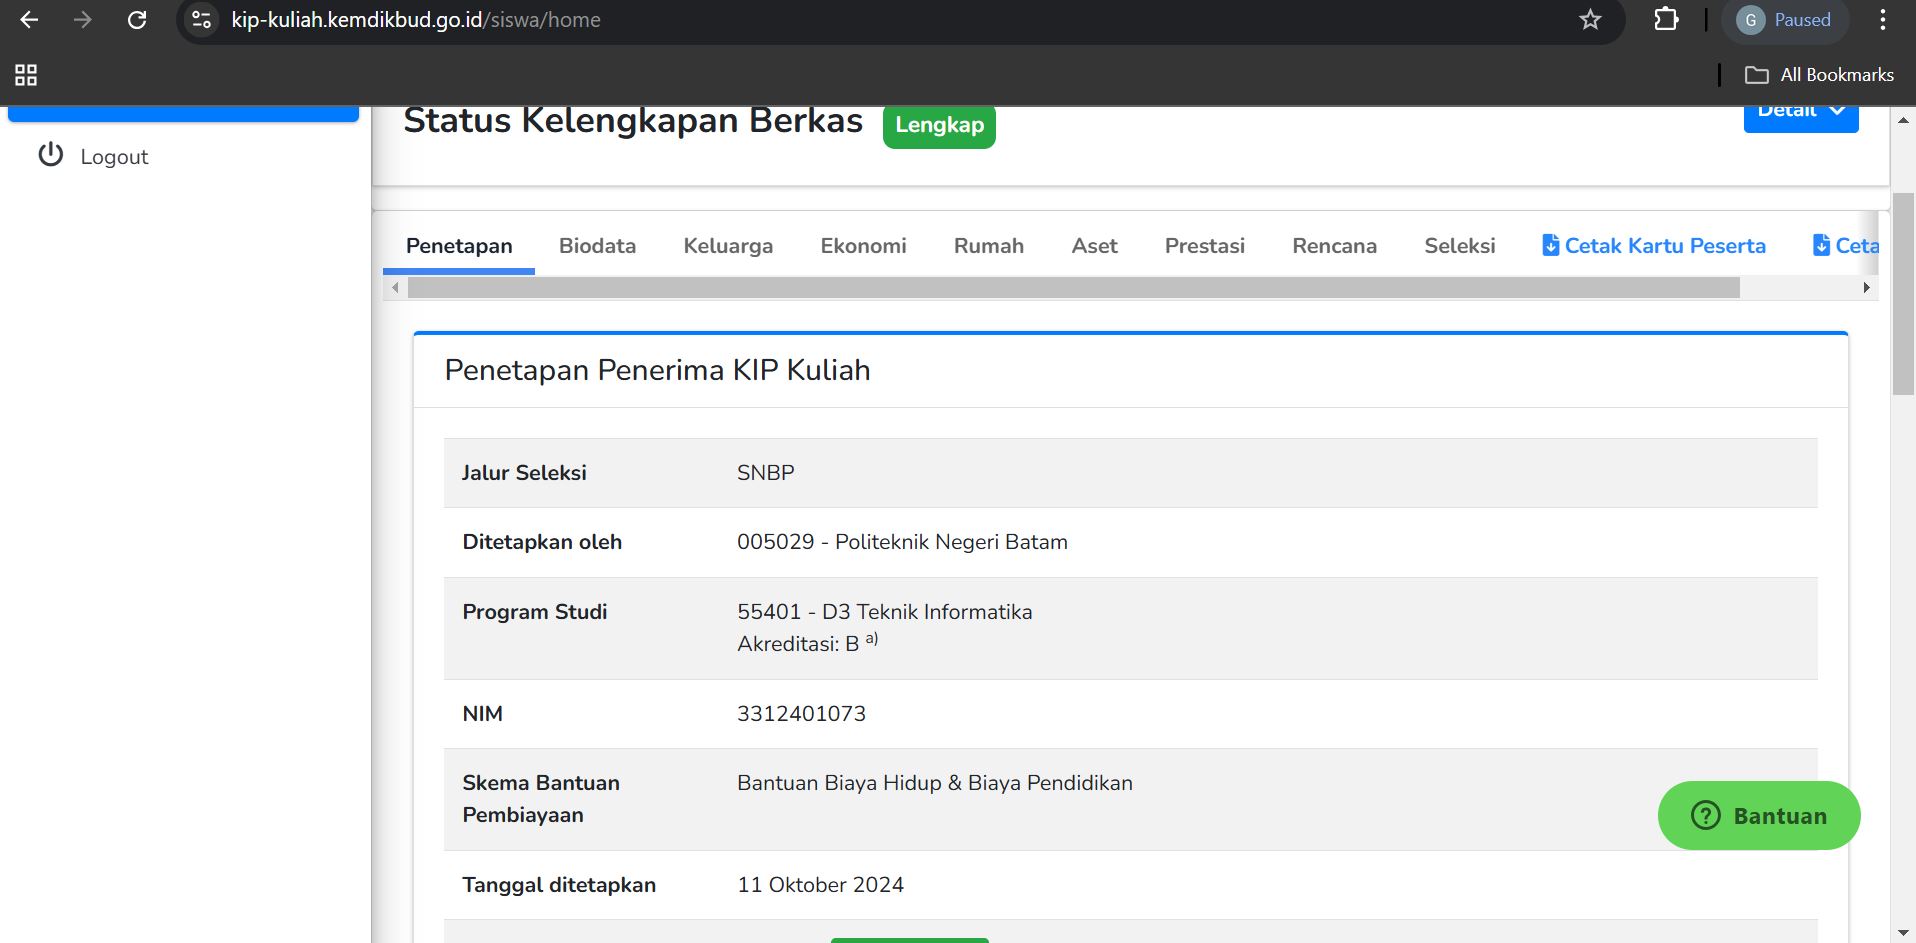 kip-kuliah.kemdikbud.go.id/siswa/home
G Paused
All Bookmarks
Status Kelengkapan Berkas Lengkap Detail
Logout
Penetapan Biodata Keluarga Ekonomi Rumah Aset Prestasi Rencana Seleksi Cetak Kartu Peserta Ceta
Penetapan Penerima KIP Kuliah
Jalur Seleksi SNBP
Ditetapkan oleh 005029 - Politeknik Negeri Batam
Program Studi 55401 - D3 Teknik Informatika
Akreditasi: B a)
NIM 3312401073
Skema Bantuan Bantuan Biaya Hidup & Biaya Pendidikan
Pembiayaan
? Bantuan
Tanggal ditetapkan 11 Oktober 2024